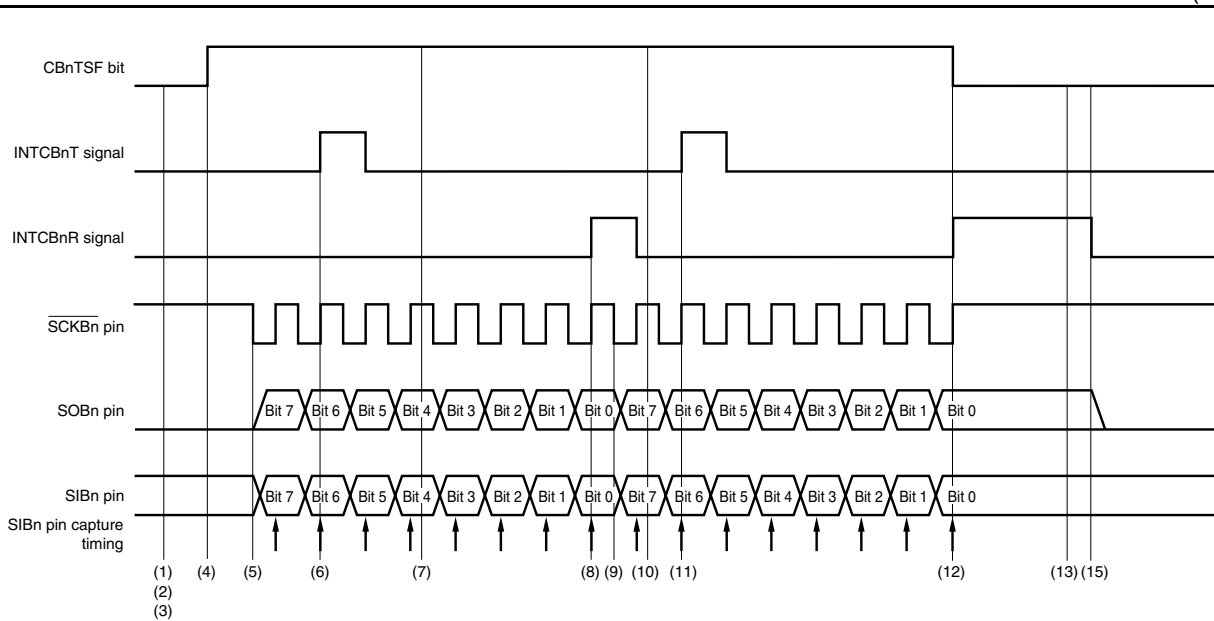 (
CBnTSF bit
INTCBnT signal
INTCBnR signal
SCKBn pin
SOBn pin
Bit 7 Bit 6 Bit 5 Bit 4 Bit 3 Bit 2 Bit 1 Bit 0 Bit 7 Bit 6 Bit 5 Bit 4 Bit 3 Bit 2 Bit 1 Bit 0
SIBn pin
Bit 7 Bit 6 Bit 5 Bit 4 Bit 3 Bit 2 Bit 1 Bit 0 Bit 7 Bit 6 Bit 5 Bit 4 Bit 3 Bit 2 Bit 1 Bit 0
SIBn pin capture
timing
(1) (4) (5) (6) (7) (8) (9) (10) (11) (12) (13) (15)
(2)
(3)